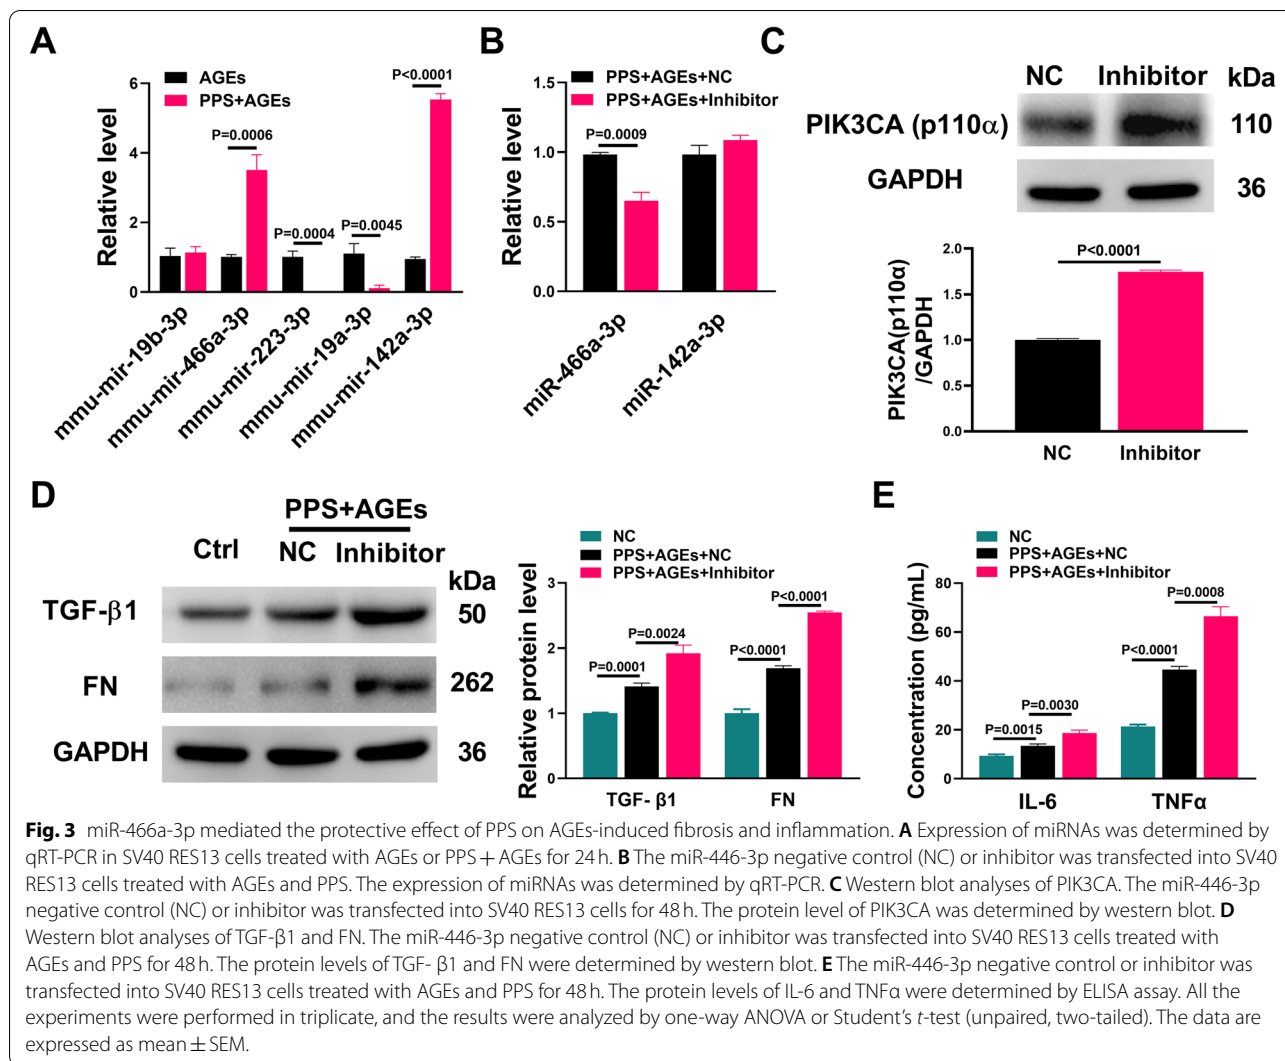 A
AGEs
PPS+AGEs
P<0.0001
P=0.0006
P=0.0004
P=0.0045
Relative level
6
4
2
0
mmu-mir-19b-3p
mmu-mir-466a-3p
mmu-mir-223-3p
mmu-mir-19a-3p
mmu-mir-142a-3p
B
PPS+AGEs+NC
PPS+AGEs+Inhibitor
P=0.0009
Relative level
1.5
1.0
0.5
0.0
miR-466a-3p
miR-142a-3p
C
NC Inhibitor kDa
PIK3CA (p110α) 110
GAPDH 36
P<0.0001
PIK3CA(p110α)
/GAPDH
2.0
1.5
1.0
0.5
0.0
NC Inhibitor
D
PPS+AGEs
Ctrl NC Inhibitor
kDa
TGF-β1 50
FN 262
GAPDH 36
NC
PPS+AGEs+NC
PPS+AGEs+Inhibitor
Relative protein level
3
2
1
0
P=0.0001
P=0.0024
P<0.0001
P<0.0001
TGF- β1 FN
E
NC
PPS+AGEs+NC
PPS+AGEs+Inhibitor
Concentration (pg/mL)
80
60
40
20
0
P=0.0015
P=0.0030
P<0.0001
P=0.0008
IL-6 TNFα
Fig. 3 miR-466a-3p mediated the protective effect of PPS on AGEs-induced fibrosis and inflammation. A Expression of miRNAs was determined by
qRT-PCR in SV40 RES13 cells treated with AGEs or PPS + AGEs for 24 h. B The miR-446-3p negative control (NC) or inhibitor was transfected into SV40
RES13 cells treated with AGEs and PPS. The expression of miRNAs was determined by qRT-PCR. C Western blot analyses of PIK3CA. The miR-446-3p
negative control (NC) or inhibitor was transfected into SV40 RES13 cells for 48 h. The protein level of PIK3CA was determined by western blot. D
Western blot analyses of TGF-β1 and FN. The miR-446-3p negative control (NC) or inhibitor was transfected into SV40 RES13 cells treated with
AGEs and PPS for 48 h. The protein levels of TGF- β1 and FN were determined by western blot. E The miR-446-3p negative control or inhibitor was
transfected into SV40 RES13 cells treated with AGEs and PPS for 48 h. The protein levels of IL-6 and TNFα were determined by ELISA assay. All the
experiments were performed in triplicate, and the results were analyzed by one-way ANOVA or Student's t-test (unpaired, two-tailed). The data are
expressed as mean ± SEM.